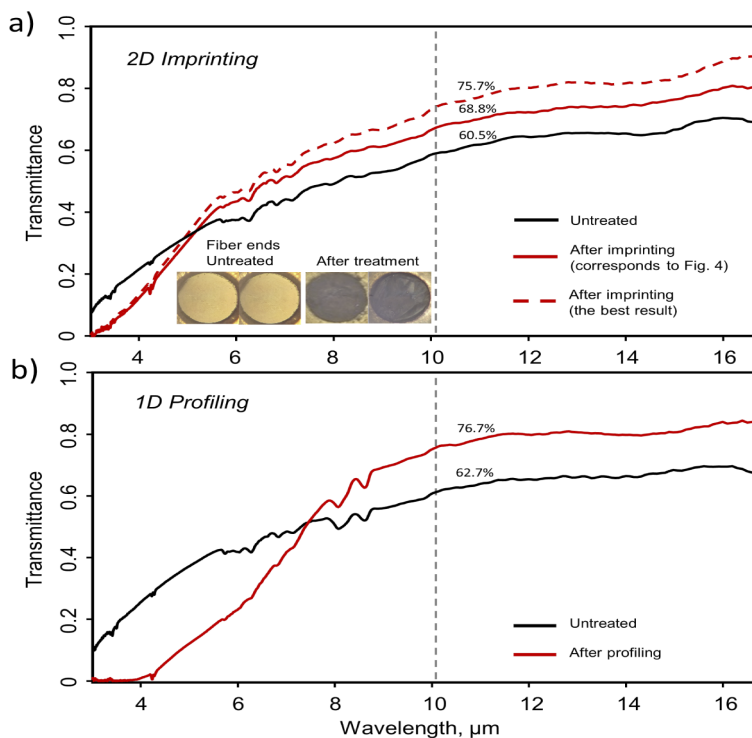 a)
2D Imprinting
Transmittance
1.0
0.8
0.6
0.4
0.2
0
75.7%
68.8%
60.5%
Fiber ends
Untreated
After treatment
Untreated
After imprinting
(corresponds to Fig. 4)
After imprinting
(the best result)
4 6 8 10 12 14 16
b)
1D Profiling
Transmittance
1.0
0.8
0.6
0.4
0.2
0
76.7%
62.7%
Untreated
After profiling
4 6 8 10 12 14 16
Wavelength, μm